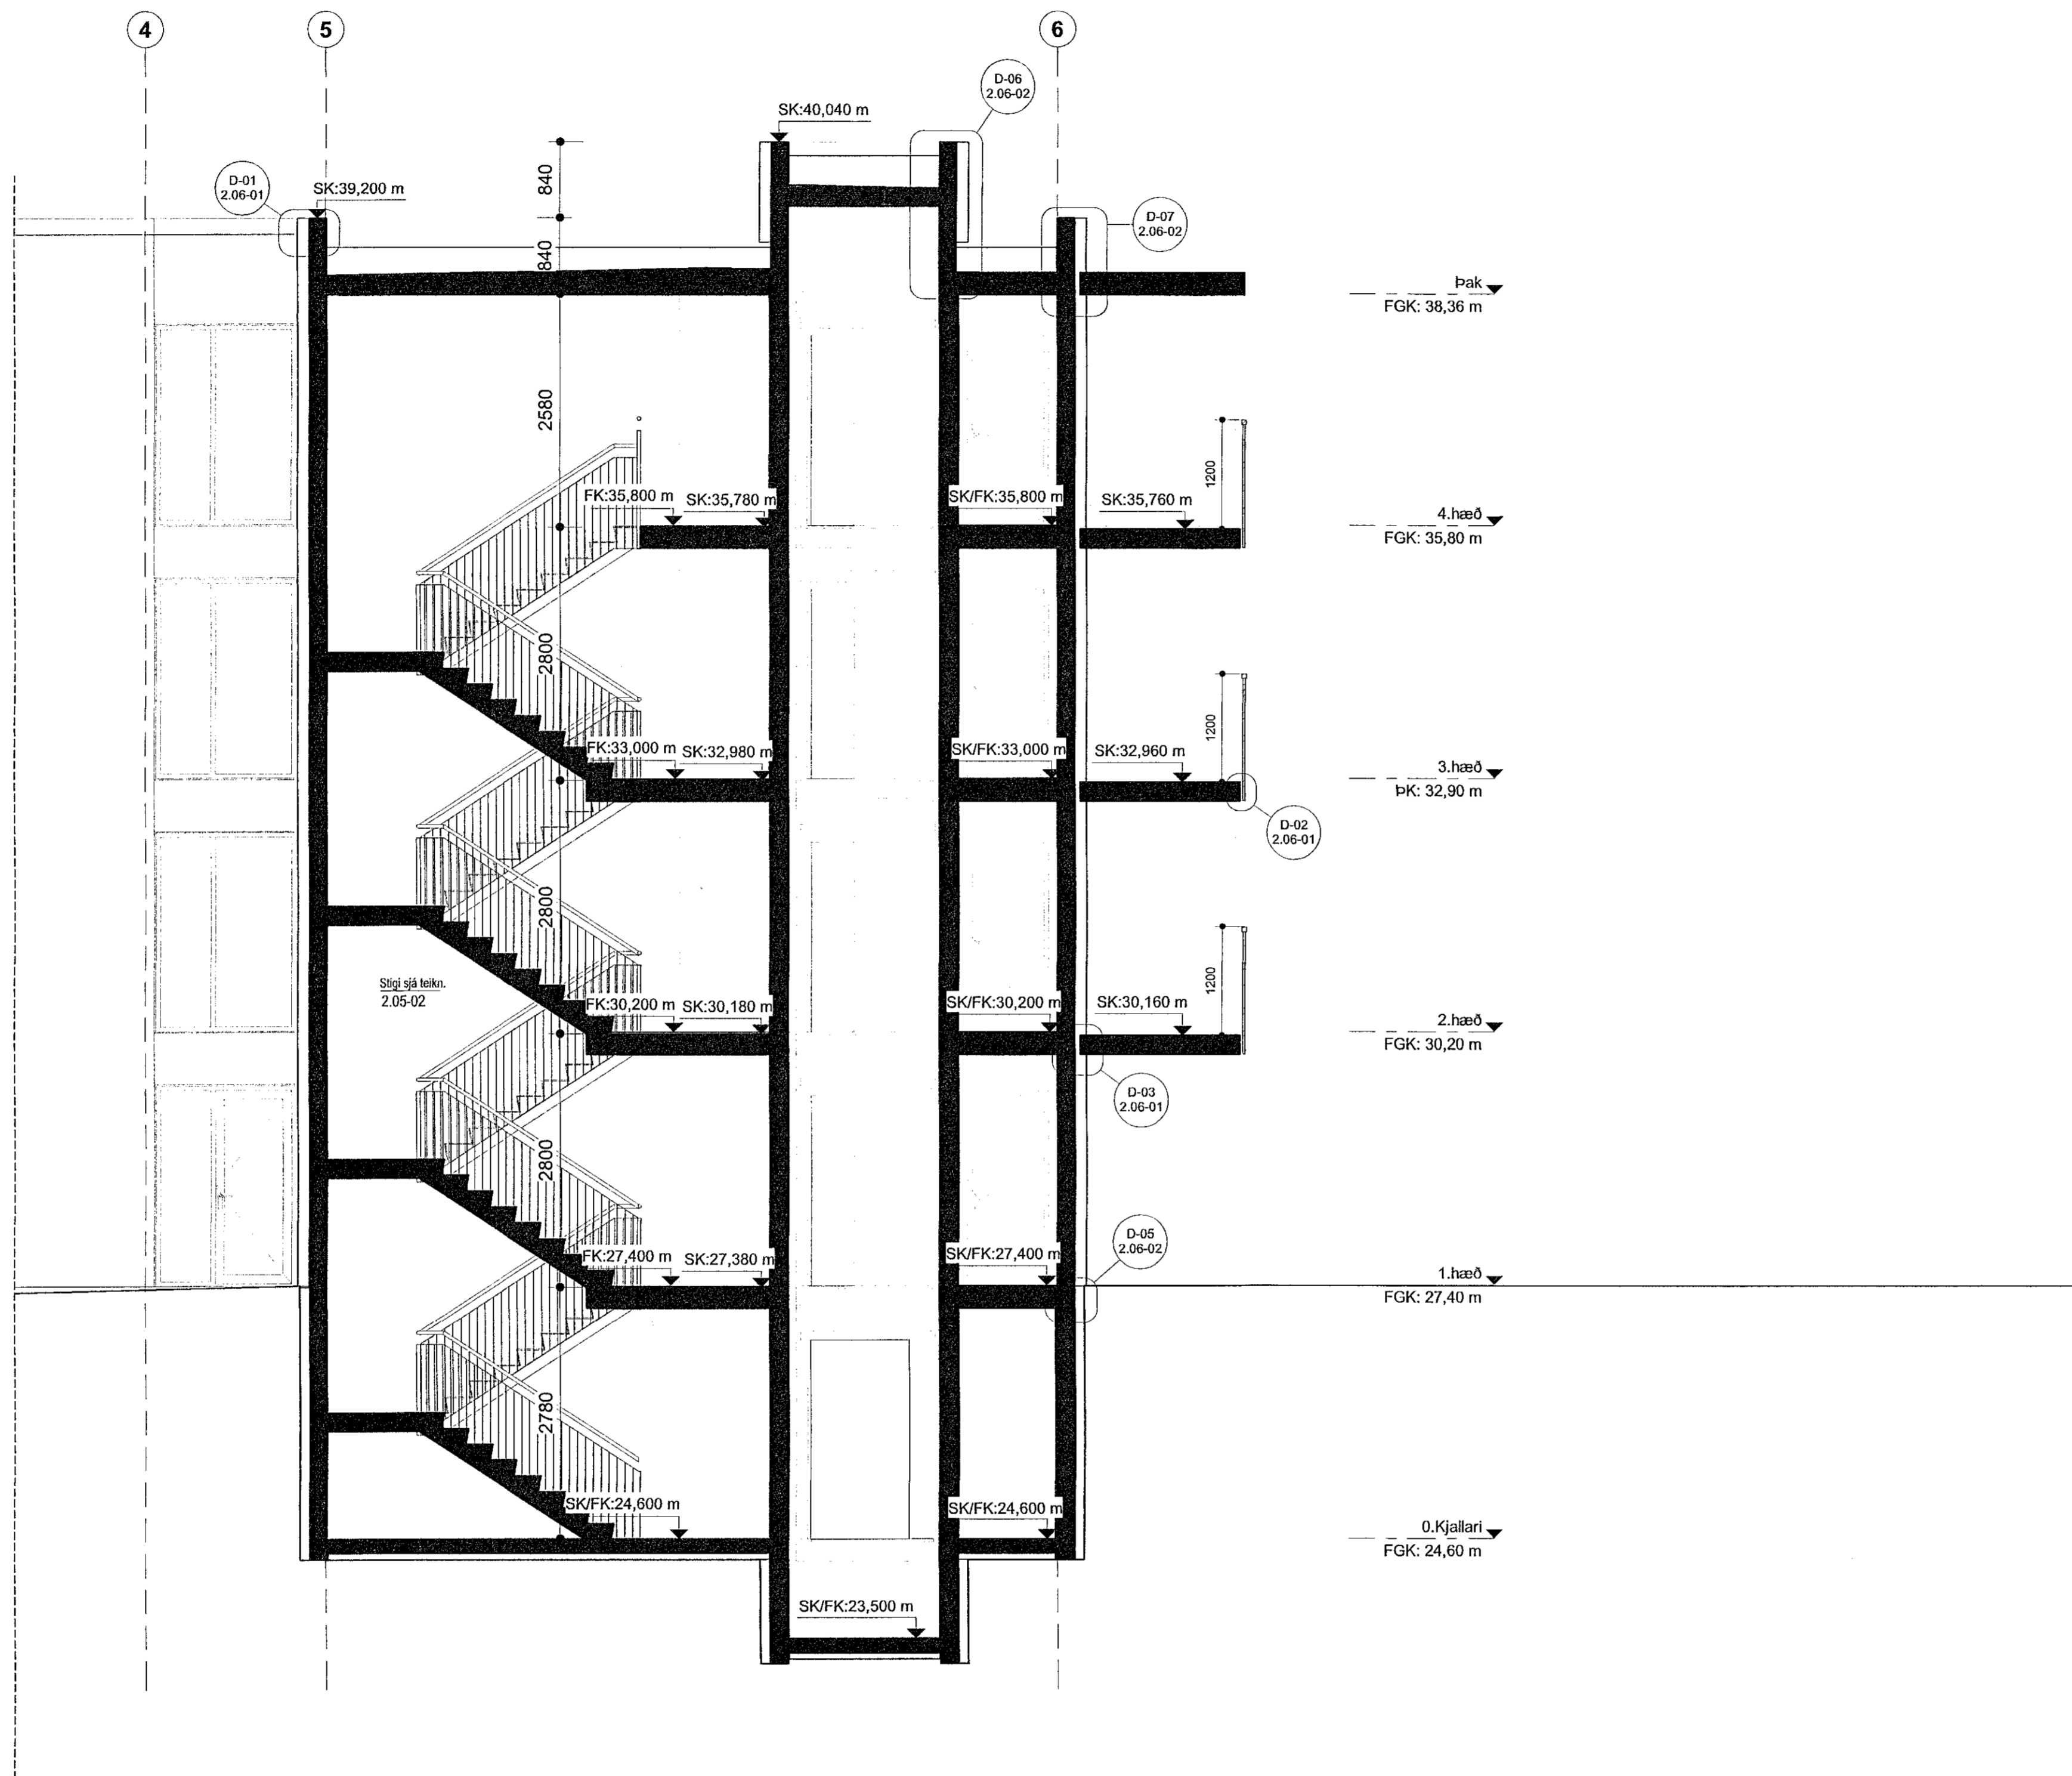 4
5
6
D-06
2.06-02
SK:40,040 m
D-01
2.06-01
SK:39,200 m
840
D-07
2.06-02
840
Þak
FGK: 38,36 m
2580
1200
FK:35,800 m
SK:35,780 m
SK/FK:35,800 m
SK:35,760 m
4.hæð
FGK: 35,80 m
2800
1200
FK:33,000 m
SK:32,980 m
SK/FK:33,000 m
SK:32,960 m
3.hæð
ÞK: 32,90 m
D-02
2.06-01
2800
Stigi sjá teikn.
2.05-02
1200
FK:30,200 m
SK:30,180 m
SK/FK:30,200 m
SK:30,160 m
2.hæð
FGK: 30,20 m
D-03
2.06-01
2800
D-05
2.06-02
FK:27,400 m
SK:27,380 m
SK/FK:27,400 m
1.hæð
FGK: 27,40 m
2780
SK/FK:24,600 m
SK/FK:24,600 m
0.Kjallari
FGK: 24,60 m
SK/FK:23,500 m